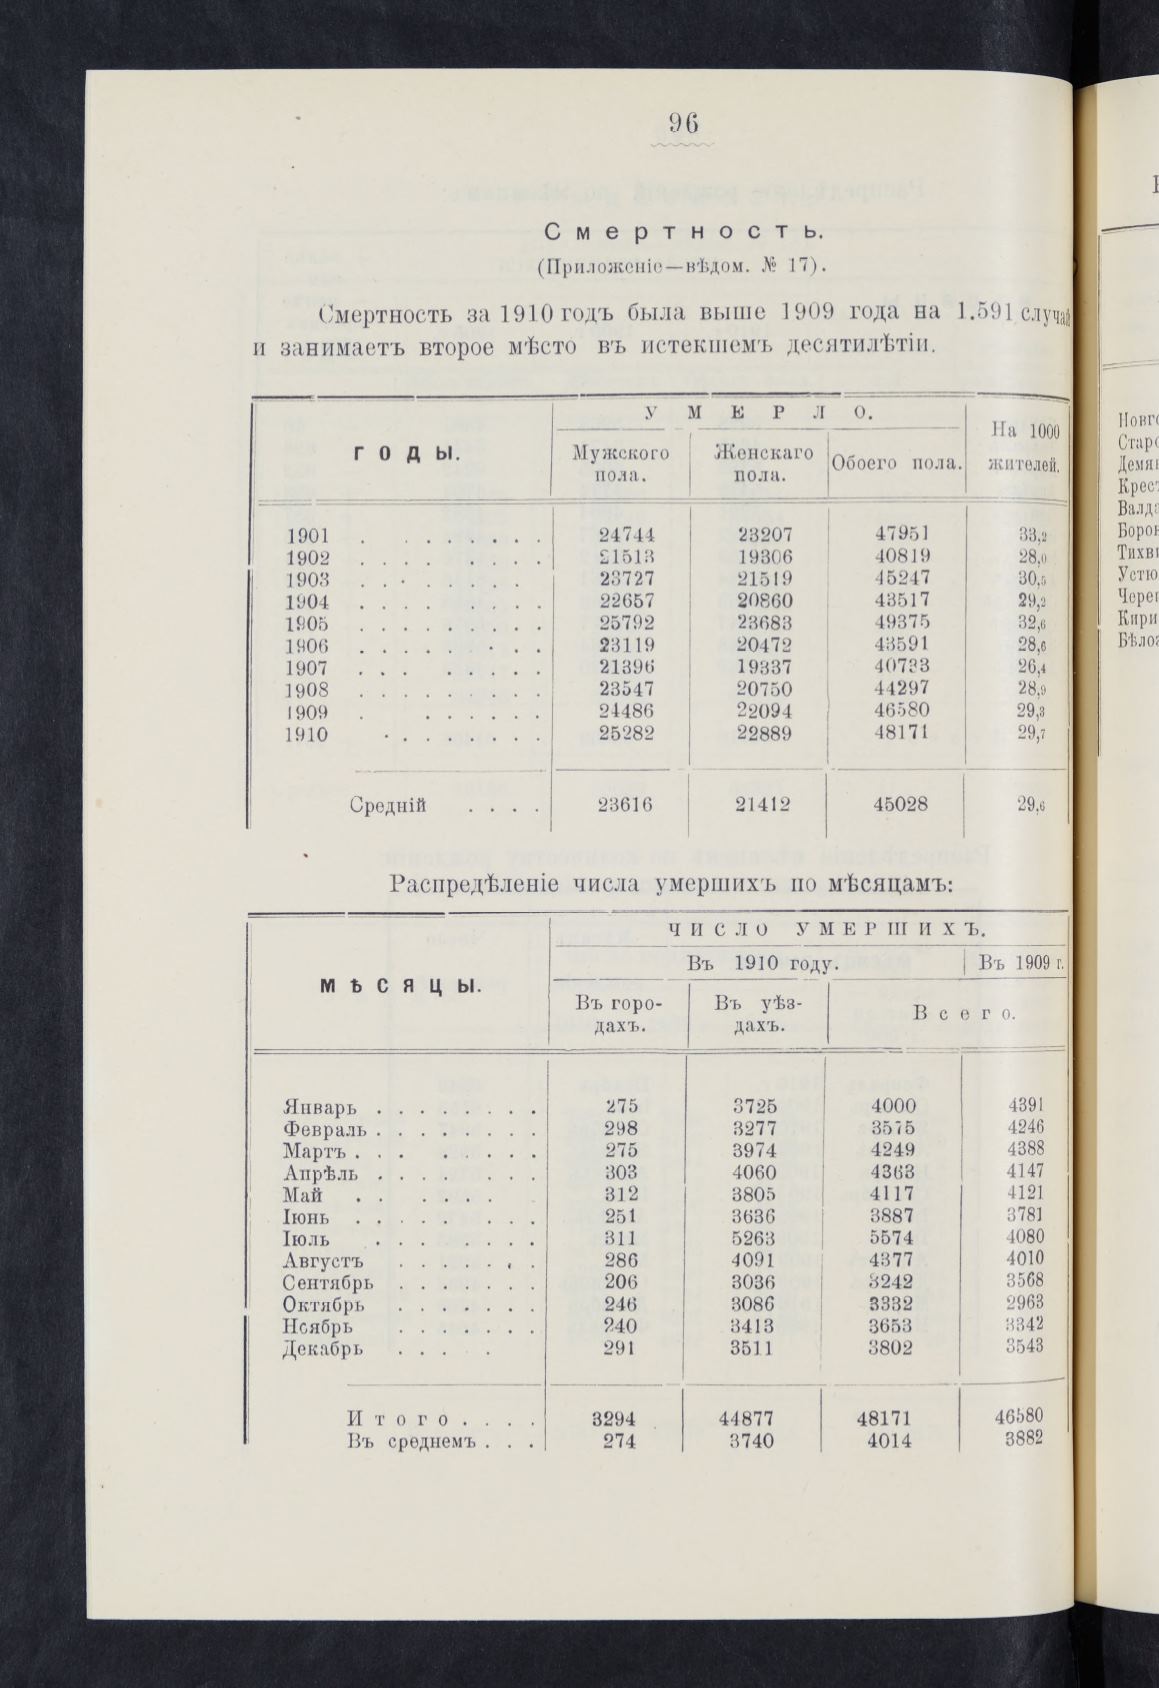 96
Смертность.
(Приложеніе—вѣдом. № 17).
Смертность за 1910 годъ была выше 1909 года на 1.591 случай
и занимаетъ второе мѣсто въ истекшемъ десятилѣтіи.
ГОДЫ. УМЕРЛО. На 1000 жителей.
Мужского пола. Женскаго пола. Обоего пола.
1901 . . . . . . . . 24744 23207 47951 33,2
1902 . . . . . . . . 21513 19306 40819 28,0
1903 . . . . . . . . 23727 21519 45247 30,5
1904 . . . . . . . . 22657 20860 43517 29,2
1905 . . . . . . . . 25792 23683 49375 32,6
1906 . . . . . . . . 23119 20472 43591 28,6
1907 . . . . . . . . 21396 19337 40733 26,4
1908 . . . . . . . . 23547 20750 44297 28,9
1909 . . . . . . . 24486 22094 46580 29,3
1910 . . . . . . . . 25282 22889 48171 29,7
Средній . . . . 23616 21412 45028 29,6
Распредѣленіе числа умершихъ по мѣсяцамъ:
МѢСЯЦЫ. ЧИСЛО УМЕРШИХЪ.
Въ 1910 году. Въ 1909 г.
Въ городахъ. Въ уѣздахъ. Всего.
Январь . . . . . . . . 275 3725 4000 4391
Февраль . . . . . . . . 298 3277 3575 4246
Мартъ . . . . . . . 275 3974 4249 4388
Апрѣль . . . . . . . 303 4060 4363 4147
Май . . . . . . 312 3805 4117 4121
Іюнь . . . . . . . . 251 3636 3887 3781
Іюль . . . . . . . . 311 5263 5574 4080
Августъ . . . . . . . 286 4091 4377 4010
Сентябрь . . . . . . . 206 3036 3242 3568
Октябрь . . . . . . . 246 3086 3332 2963
Ноябрь . . . . . . . 240 3413 3653 3342
Декабрь . . . . . 291 3511 3802 3543
Итого . . . . 3294 44877 48171 46580
Въ среднемъ . . . 274 3740 4014 3882